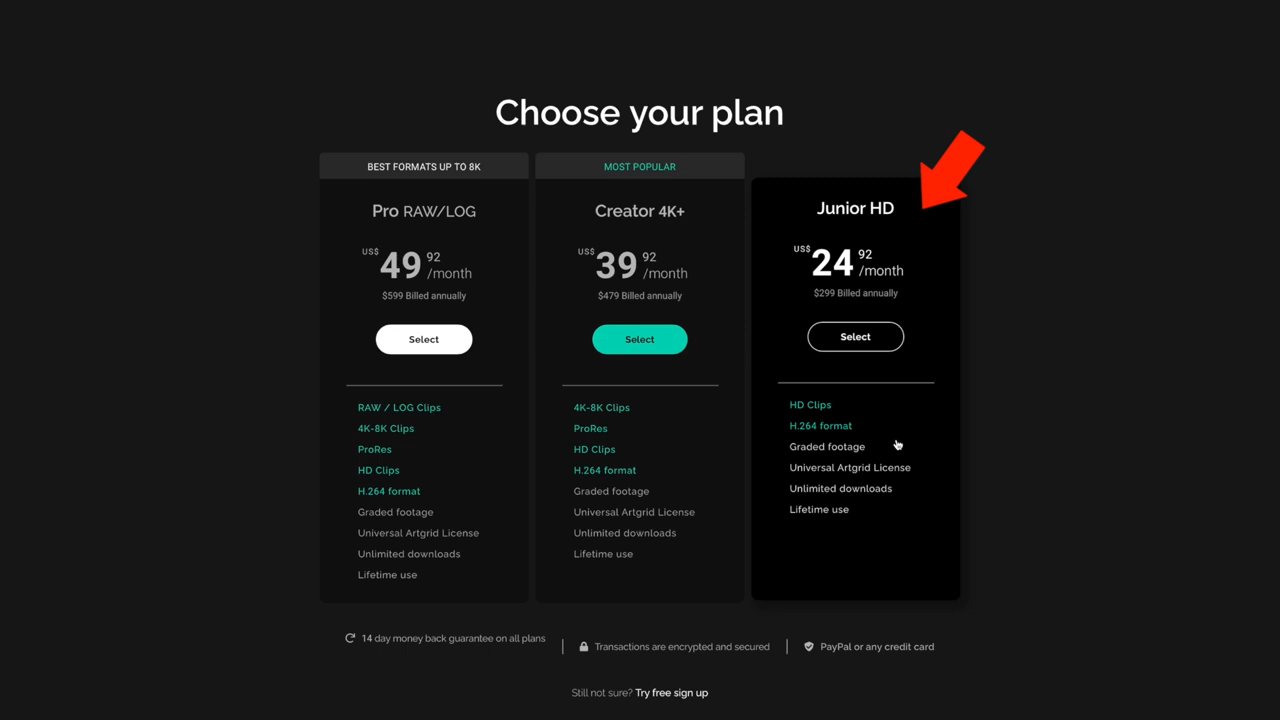 Choose your plan
BEST FORMATS UP TO 8K
Pro RAW/LOG
US$ 49 92 /month
$599 Billed annually
Select
RAW / LOG Clips
4K-8K Clips
ProRes
HD Clips
H.264 format
Graded footage
Universal Artgrid License
Unlimited downloads
Lifetime use
MOST POPULAR
Creator 4K+
US$ 39 92 /month
$479 Billed annually
Select
4K-8K Clips
ProRes
HD Clips
H.264 format
Graded footage
Universal Artgrid License
Unlimited downloads
Lifetime use
Junior HD
US$ 24 92 /month
$299 Billed annually
Select
HD Clips
H.264 format
Graded footage
Universal Artgrid License
Unlimited downloads
Lifetime use
14 day money back guarantee on all plans
Transactions are encrypted and secured
PayPal or any credit card
Still not sure? Try free sign up